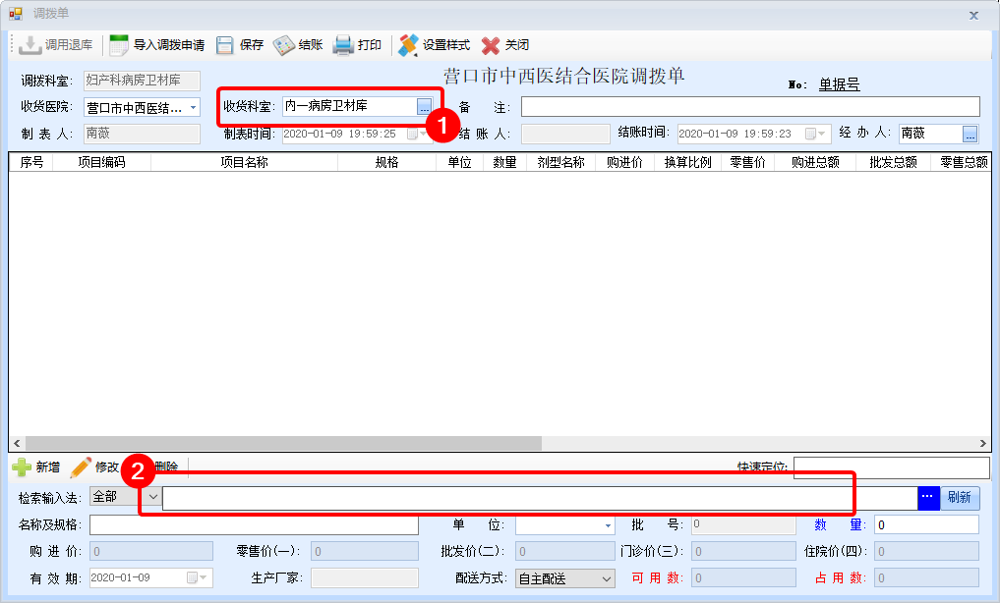 调拨单
调用退库 导入调拨申请 保存 结账 打印 设置样式 关闭
营口市中西医结合医院调拨单
No: 单据号
调拨科室: 妇产科病房卫材库
收货医院: 营口市中西医结... 收货科室: 内一病房卫材库 ... 备 注:
制 表 人: 南薇 制表时间: 2020-01-09 19:59:25 1 结 账 人: 结账时间: 2020-01-09 19:59:23 经 办 人: 南薇 ...
序号 项目编码 项目名称 规格 单位 数量 剂型名称 购进价 换算比例 零售价 购进总额 批发总额 零售总额
新增 修改 2 删除 快速定位:
检索输入法: 全部 ... 刷新
名称及规格: 单 位: 批 号: 0 数 量: 0
购 进 价: 0 零售价(一): 0 批发价(二): 0 门诊价(三): 0 住院价(四): 0
有 效 期: 2020-01-09 生产厂家: 配送方式: 自主配送 可 用 数: 0 占 用 数: 0